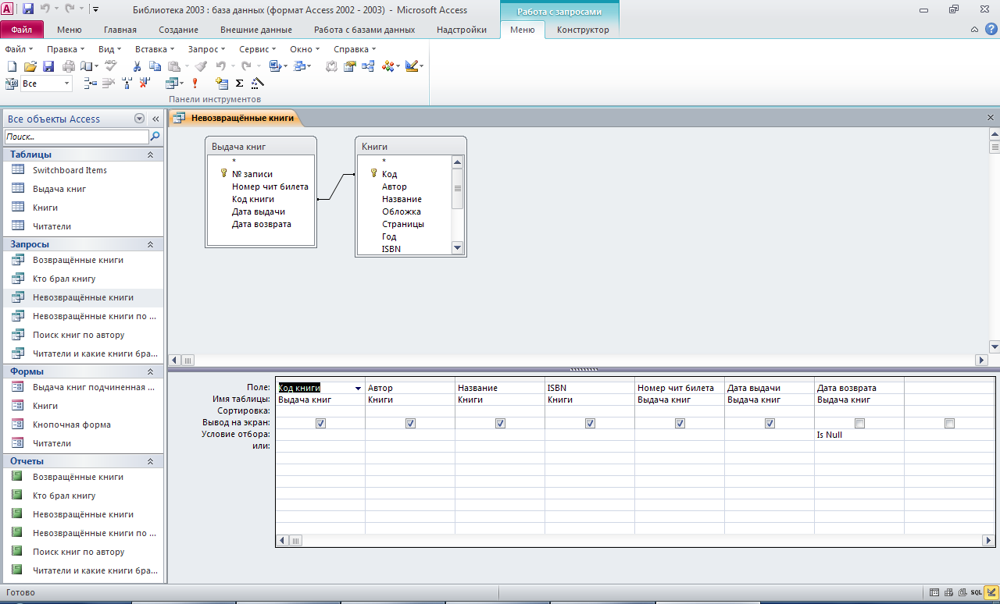 Библиотека 2003 : база данных (формат Access 2002 - 2003) - Microsoft Access
Работа с запросами
Файл Меню Главная Создание Внешние данные Работа с базами данных Надстройки Меню Конструктор
Файл Правка Вид Вставка Запрос Сервис Окно Справка
Все
Панели инструментов
Все объекты Access
Поиск...
Таблицы
Switchboard Items
Выдача книг
Книги
Читатели
Запросы
Возвращённые книги
Кто брал книгу
Невозвращённые книги
Невозвращённые книги по ...
Поиск книг по автору
Читатели и какие книги бра...
Формы
Выдача книг подчиненная ...
Книги
Кнопочная форма
Читатели
Отчеты
Возвращённые книги
Кто брал книгу
Невозвращённые книги
Невозвращённые книги по ...
Поиск книг по автору
Читатели и какие книги бра...
Невозвращённые книги
Выдача книг
*
№ записи
Номер чит билета
Код книги
Дата выдачи
Дата возврата
Книги
*
Код
Автор
Название
Обложка
Страницы
Год
ISBN
Поле: Код книги Автор Название ISBN Номер чит билета Дата выдачи Дата возврата
Имя таблицы: Выдача книг Книги Книги Книги Выдача книг Выдача книг Выдача книг
Сортировка:
Вывод на экран:
Условие отбора: Is Null
или:
Готово SQL